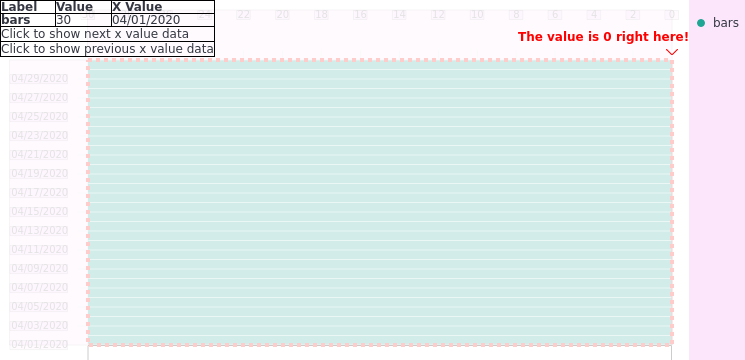 Label Value X Value
bars 30 04/01/2020
Click to show next x value data
Click to show previous x value data
24 22 20 18 16 14 12 10 8 6 4 2 0
bars
The value is 0 right here!
04/29/2020
04/27/2020
04/25/2020
04/23/2020
04/21/2020
04/19/2020
04/17/2020
04/15/2020
04/13/2020
04/11/2020
04/09/2020
04/07/2020
04/05/2020
04/03/2020
04/01/2020